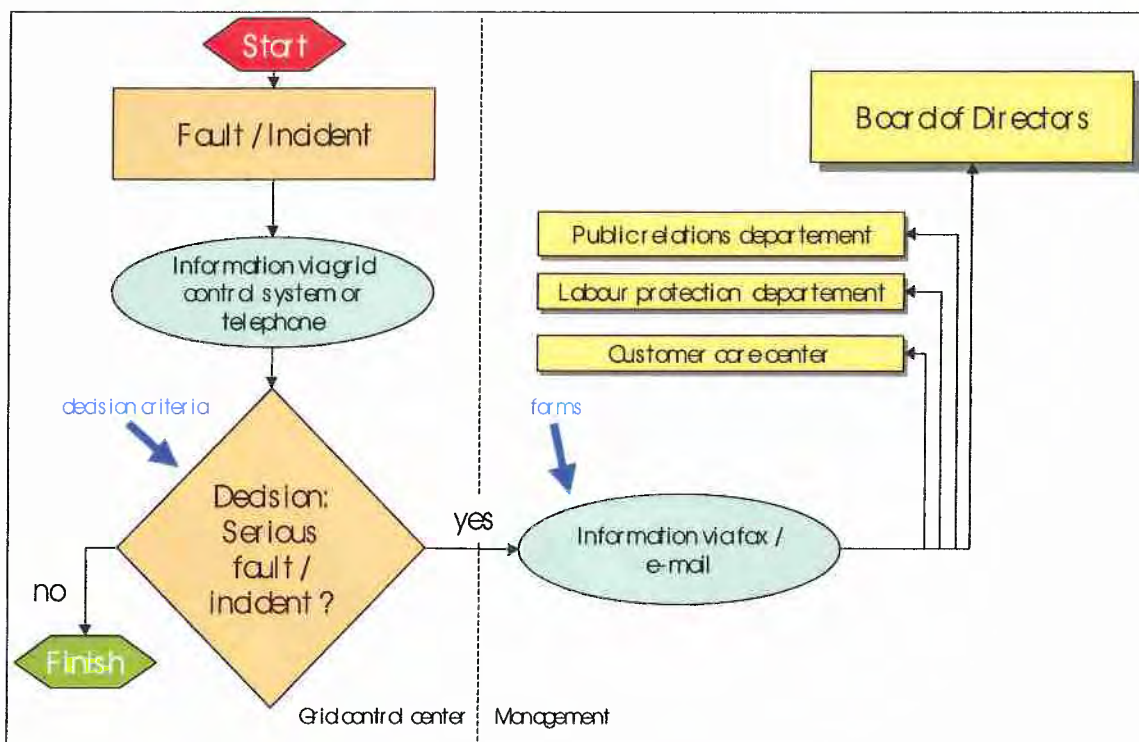 Start
Fault / Incident
Information via grid
control system or
telephone
decision criteria
Decision:
Serious
fault /
incident ?
no
Finish
yes
Grid control center
Management
Board of Directors
Public relations departement
Labour protection departement
Customer care center
forms
Information via fax /
e-mail